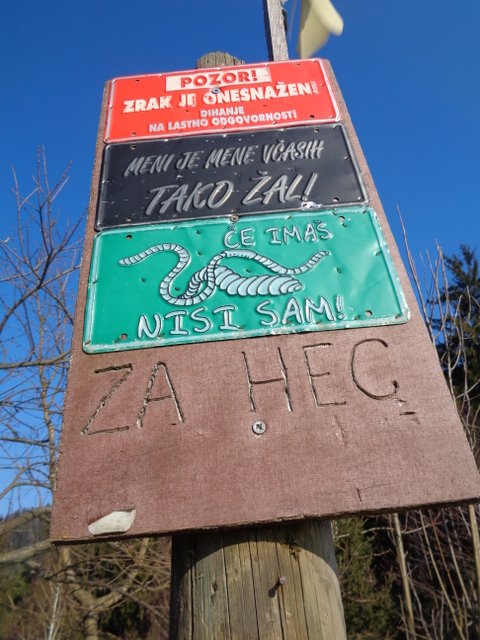 POZOR!
ZRAK JE ONESNAŽEN!
DIHANJE
NA LASTNO ODGOVORNOST!
MENI JE MENE VČASIH
TAKO ŽAL!
ČE IMAŠ
NISI SAM!
ZA HEC